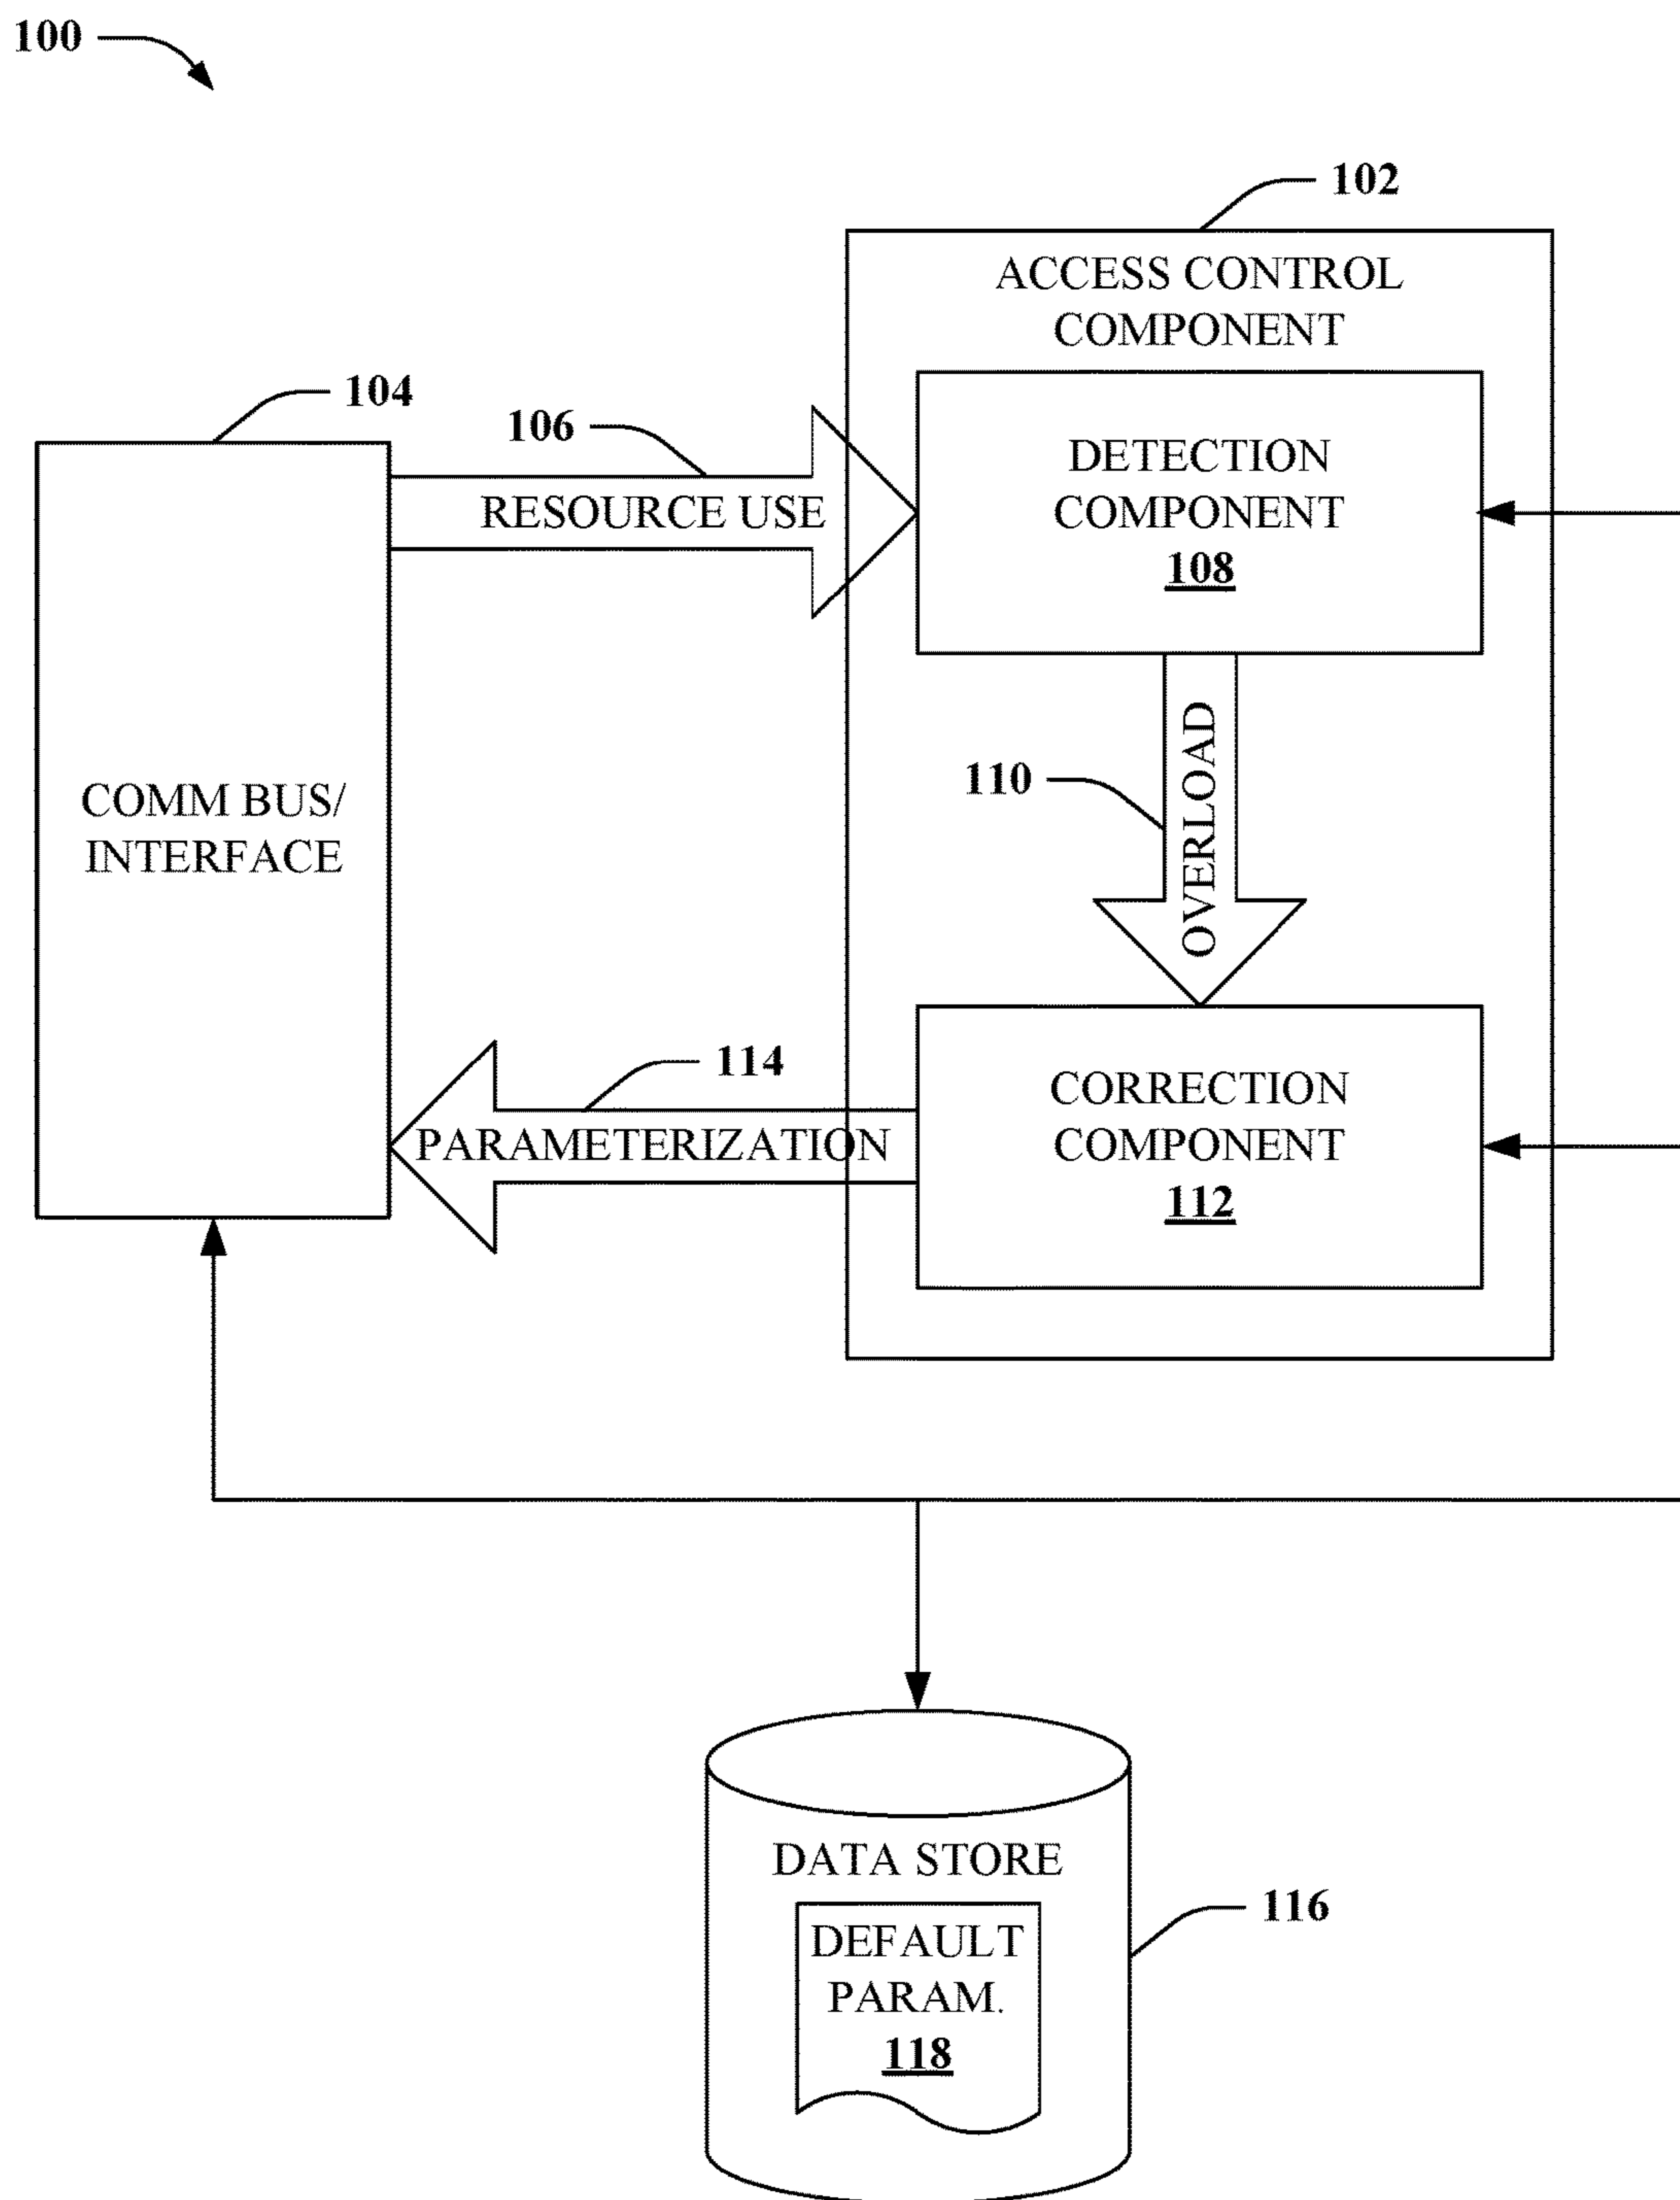 100
102
ACCESS CONTROL
COMPONENT
104
106
RESOURCE USE
DETECTION
COMPONENT
108
COMM BUS/
INTERFACE
110
OVERLOAD
114
PARAMETERIZATION
CORRECTION
COMPONENT
112
DATA STORE
116
DEFAULT
PARAM.
118